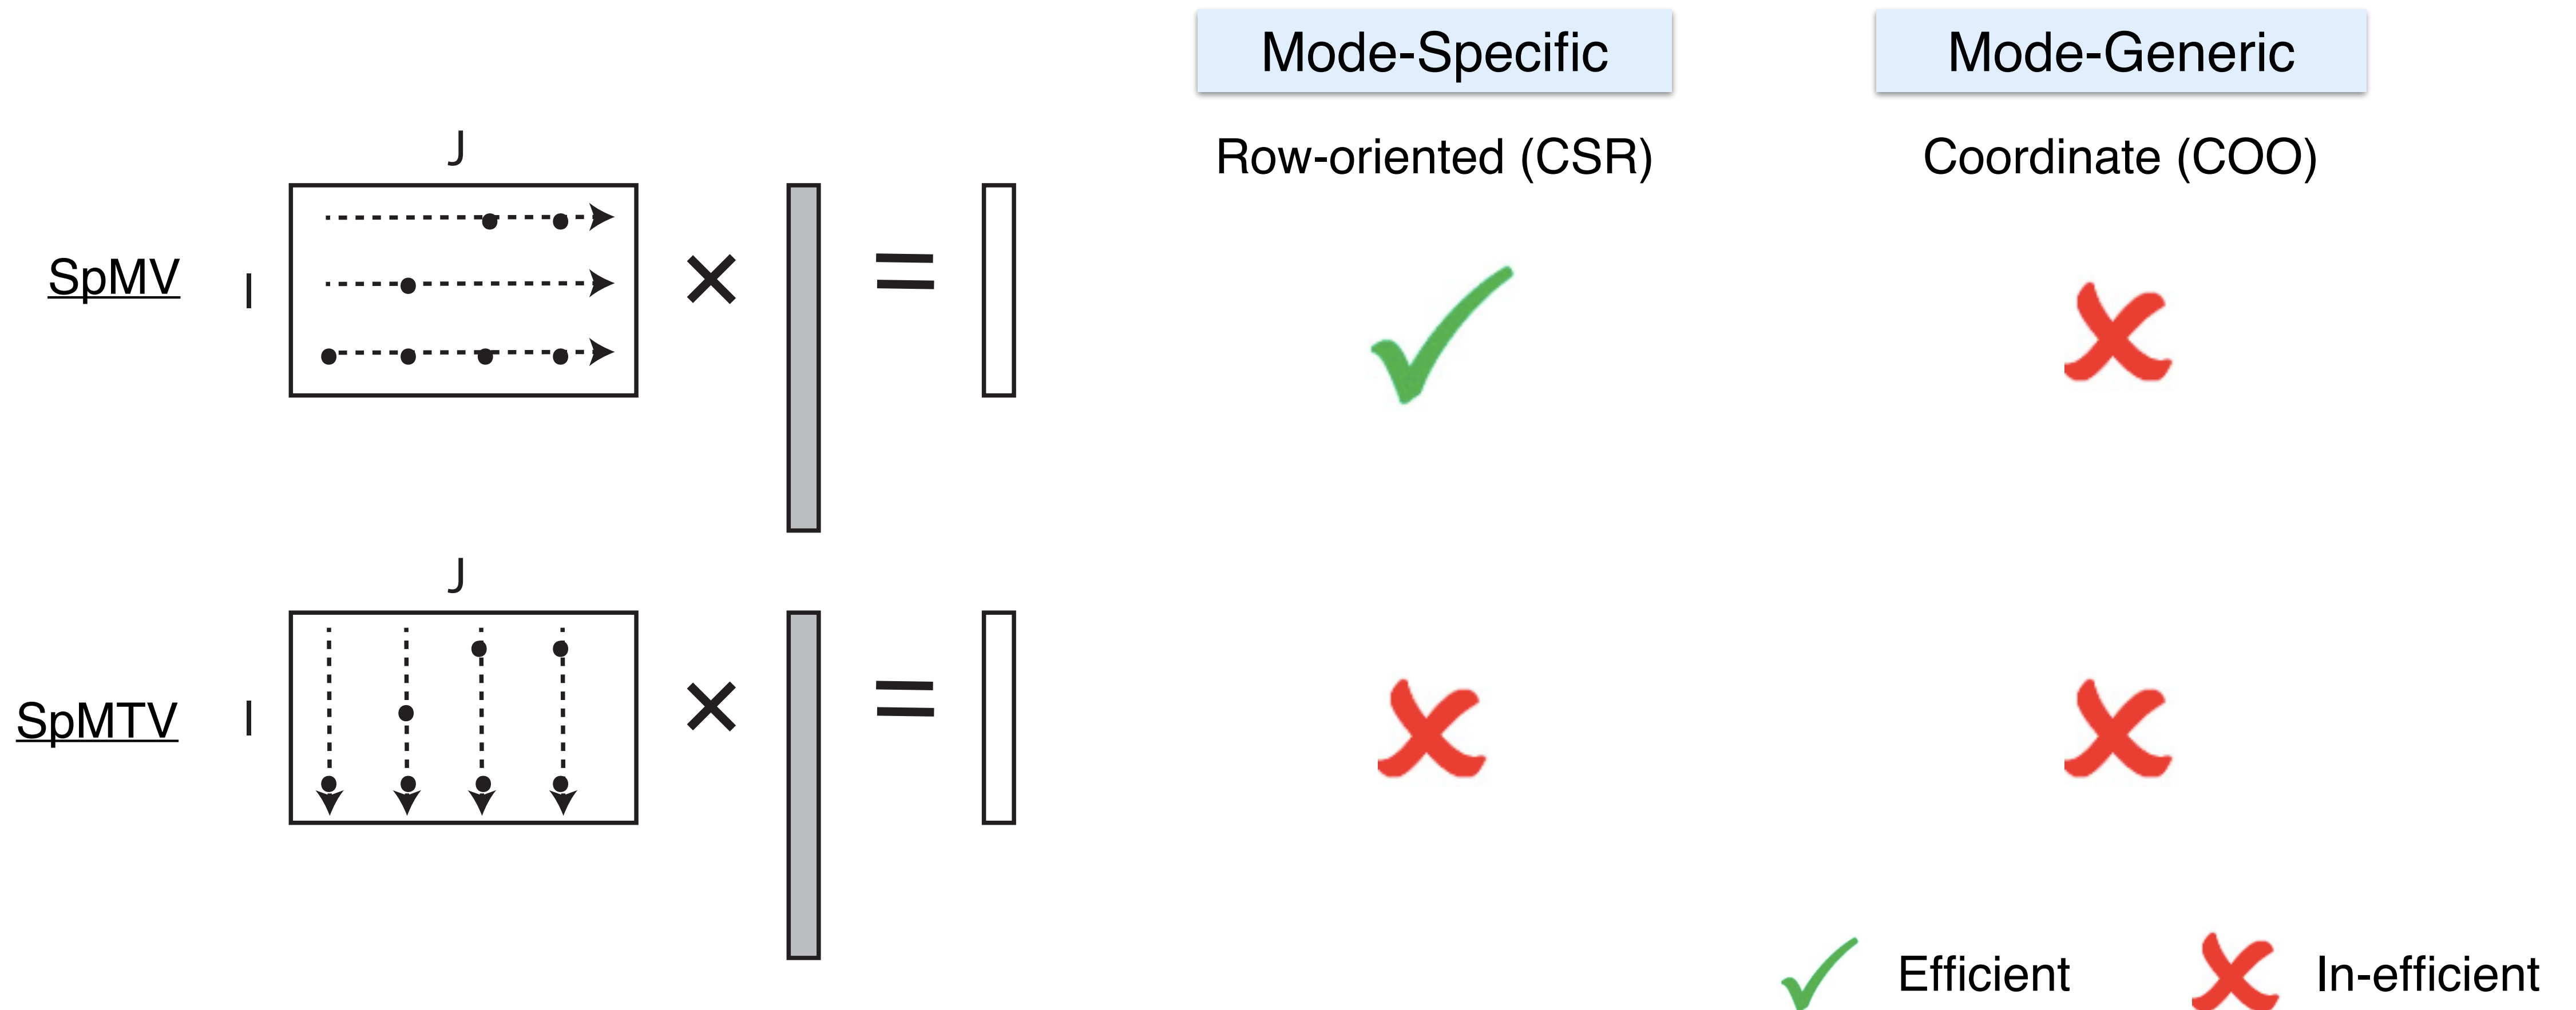 Mode-Specific
Mode-Generic
Row-oriented (CSR)
Coordinate (COO)
J
SpMV
I
× =
J
SpMTV
I
× =
Efficient
In-efficient